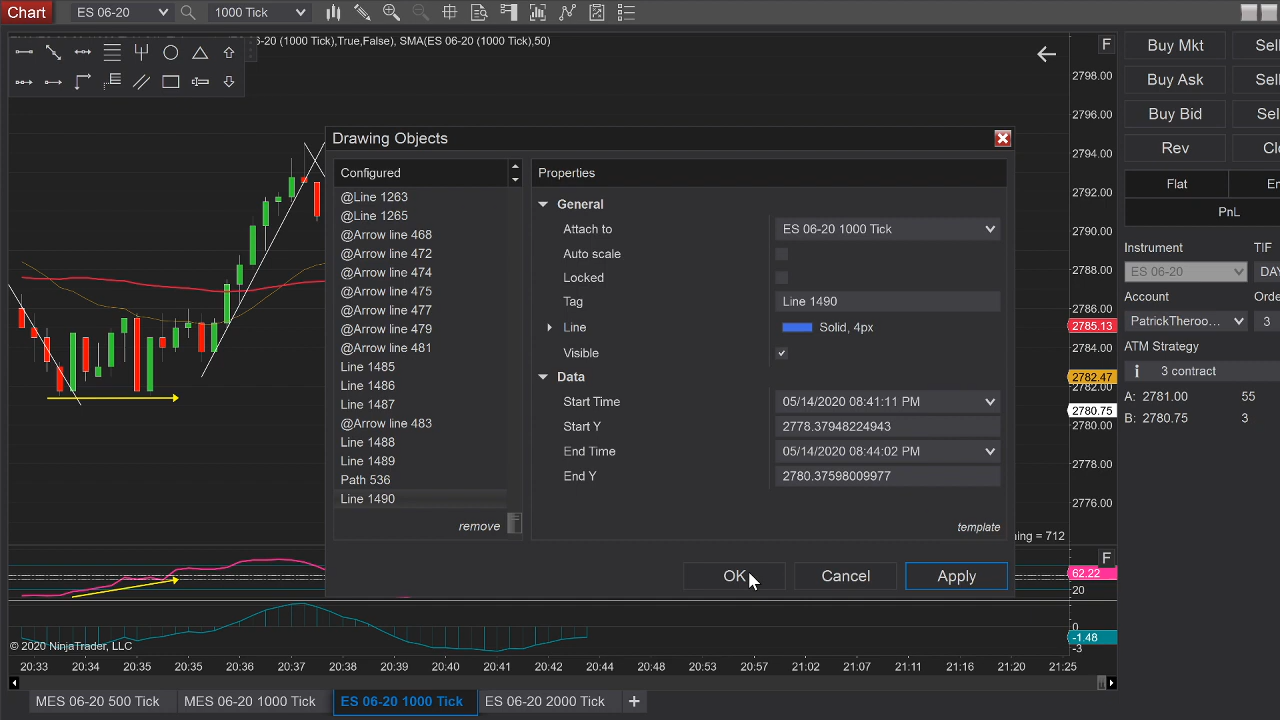 Chart ES 06-20 1000 Tick
-20 (1000 Tick),True,False), SMA(ES 06-20 (1000 Tick),50)
F
2798.00
2796.00
2794.00
2792.00
2790.00
2788.00
2786.00
2785.13
2784.00
2782.47
2782.00
2780.75
2780.00
2778.00
2776.00
Buy Mkt
Buy Ask
Buy Bid
Rev
Flat
PnL
Instrument TIF
ES 06-20 DAY
Account
PatrickTheroo... 3
ATM Strategy
3 contract
A: 2781.00 55
B: 2780.75 3
Drawing Objects
Configured
@Line 1263
@Line 1265
@Arrow line 468
@Arrow line 472
@Arrow line 474
@Arrow line 475
@Arrow line 477
@Arrow line 479
@Arrow line 481
Line 1485
Line 1486
Line 1487
@Arrow line 483
Line 1488
Line 1489
Path 536
Line 1490
remove
Properties
General
Attach to ES 06-20 1000 Tick
Auto scale
Locked
Tag Line 1490
Line Solid, 4px
Visible
Data
Start Time 05/14/2020 08:41:11 PM
Start Y 2778.37948224943
End Time 05/14/2020 08:44:02 PM
End Y 2780.37598009977
template
OK Cancel Apply
ning = 712
F
62.22
20
0
-1.48
-3
© 2020 NinjaTrader, LLC
20:33 20:34 20:35 20:35 20:36 20:37 20:38 20:39 20:40 20:41 20:42 20:44 20:48 20:53 20:57 21:02 21:07 21:11 21:20 21:25
MES 06-20 500 Tick MES 06-20 1000 Tick ES 06-20 1000 Tick ES 06-20 2000 Tick +